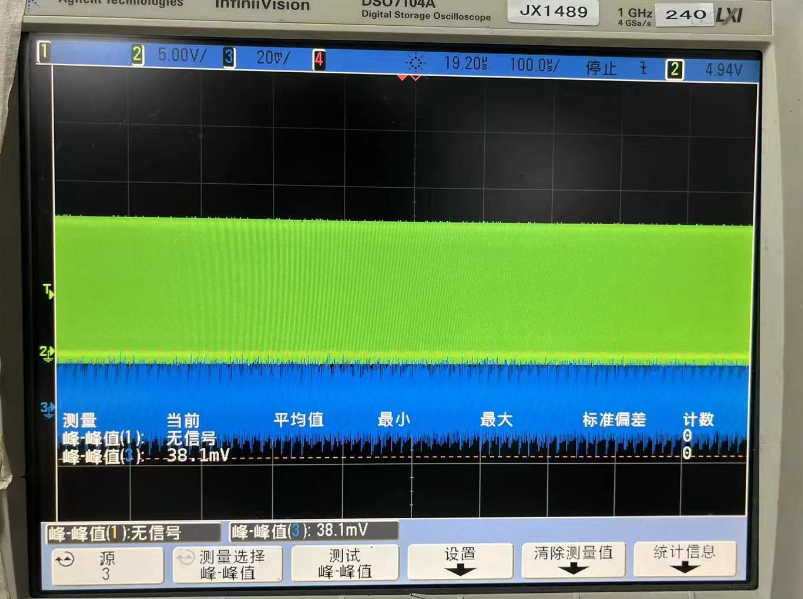 Agilent Technologies InfiniiVision DSO7104A
Digital Storage Oscilloscope
JX1489
1 GHz
4 GSa/s
240 LXI
1 2 5.00V/ 3 20㎷/ 4 19.20㎲ 100.0㎲/ 停止 2 4.94V
T
2
3
测量 当前 平均值 最小 最大 标准偏差 计数
峰-峰值(1): 无信号 0
峰-峰值(3): 38.1mV 0
峰-峰值(1):无信号 峰-峰值(3): 38.1mV
源
3
测量选择
峰-峰值
测试
峰-峰值
设置
清除测量值
统计信息